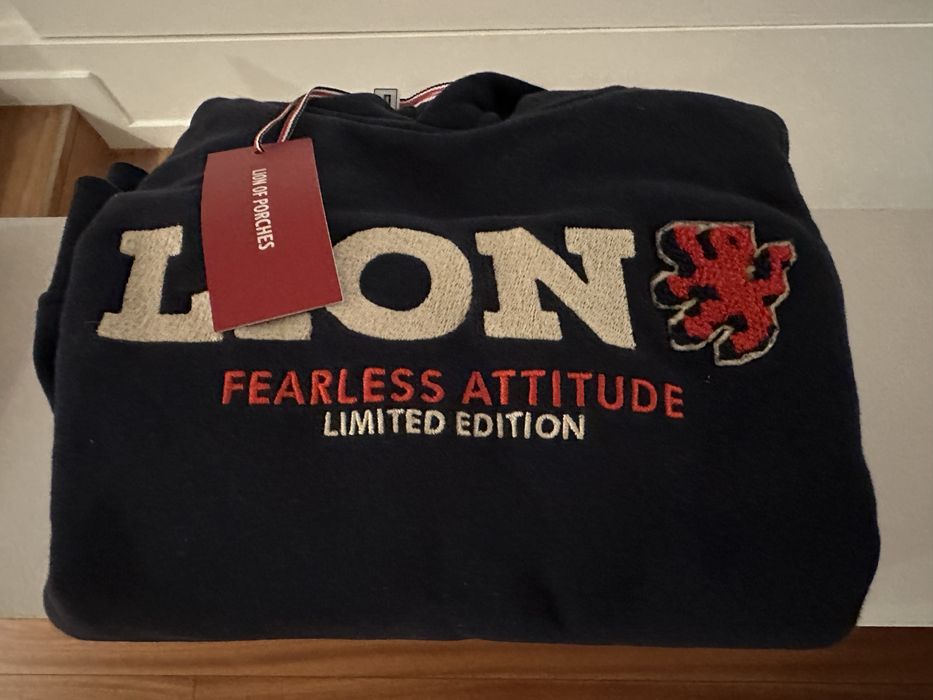 LION OF PORCHES
LION
FEARLESS ATTITUDE
LIMITED EDITION